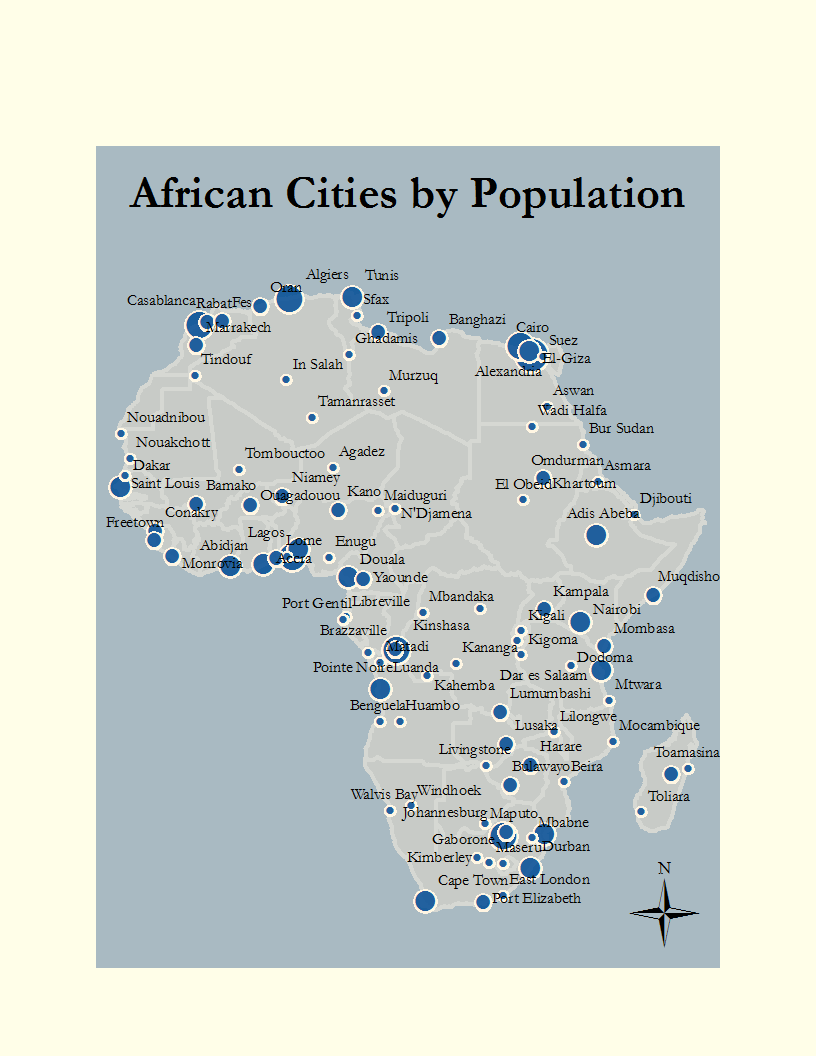 African Cities by Population
Algiers
Tunis
Oran
Casablanca
Rabat
Fes
Sfax
Marrakech
Tripoli
Banghazi
Cairo
Ghadamis
Suez
Tindouf
In Salah
El-Giza
Alexandria
Murzuq
Aswan
Tamanrasset
Wadi Halfa
Nouadnibou
Bur Sudan
Nouakchott
Tombouctoo
Agadez
Omdurman
Asmara
Dakar
Saint Louis
Bamako
Niamey
El Obeid
Khartoum
Ouagadouou
Kano
Maiduguri
Djibouti
Conakry
N'Djamena
Adis Abeba
Freetown
Lagos
Lome
Enugu
Abidjan
Accra
Douala
Monrovia
Yaounde
Muqdisho
Port Gentil
Libreville
Mbandaka
Kampala
Nairobi
Kigali
Brazzaville
Kinshasa
Mombasa
Matadi
Kananga
Kigoma
Dodoma
Pointe Noire
Luanda
Dar es Salaam
Kahemba
Lumumbashi
Mtwara
Benguela
Huambo
Lilongwe
Lusaka
Mocambique
Livingstone
Harare
Toamasina
Bulawayo
Beira
Walvis Bay
Windhoek
Toliara
Johannesburg
Maputo
Mbabne
Gaborone
Maseru
Durban
Kimberley
Cape Town
East London
Port Elizabeth
N